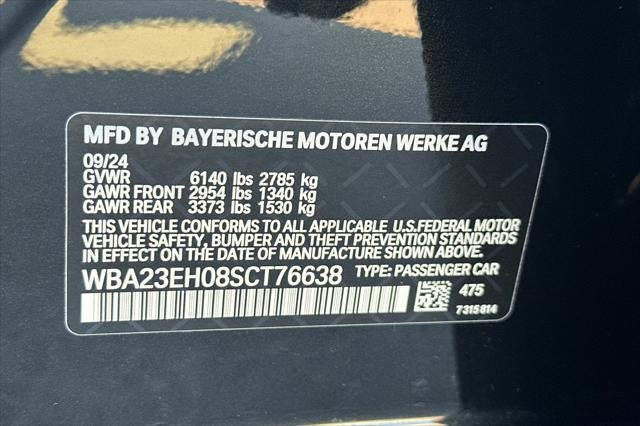 MFD BY BAYERISCHE MOTOREN WERKE AG
09/24
GVWR 6140 lbs 2785 kg
GAWR FRONT 2954 lbs 1340 kg
GAWR REAR 3373 lbs 1530 kg
THIS VEHICLE CONFORMS TO ALL APPLICABLE U.S.FEDERAL MOTOR
VEHICLE SAFETY, BUMPER AND THEFT PREVENTION STANDARDS
IN EFFECT ON THE DATE OF MANUFACTURE SHOWN ABOVE.
WBA23EH08SCT76638 TYPE: PASSENGER CAR
475
7315814